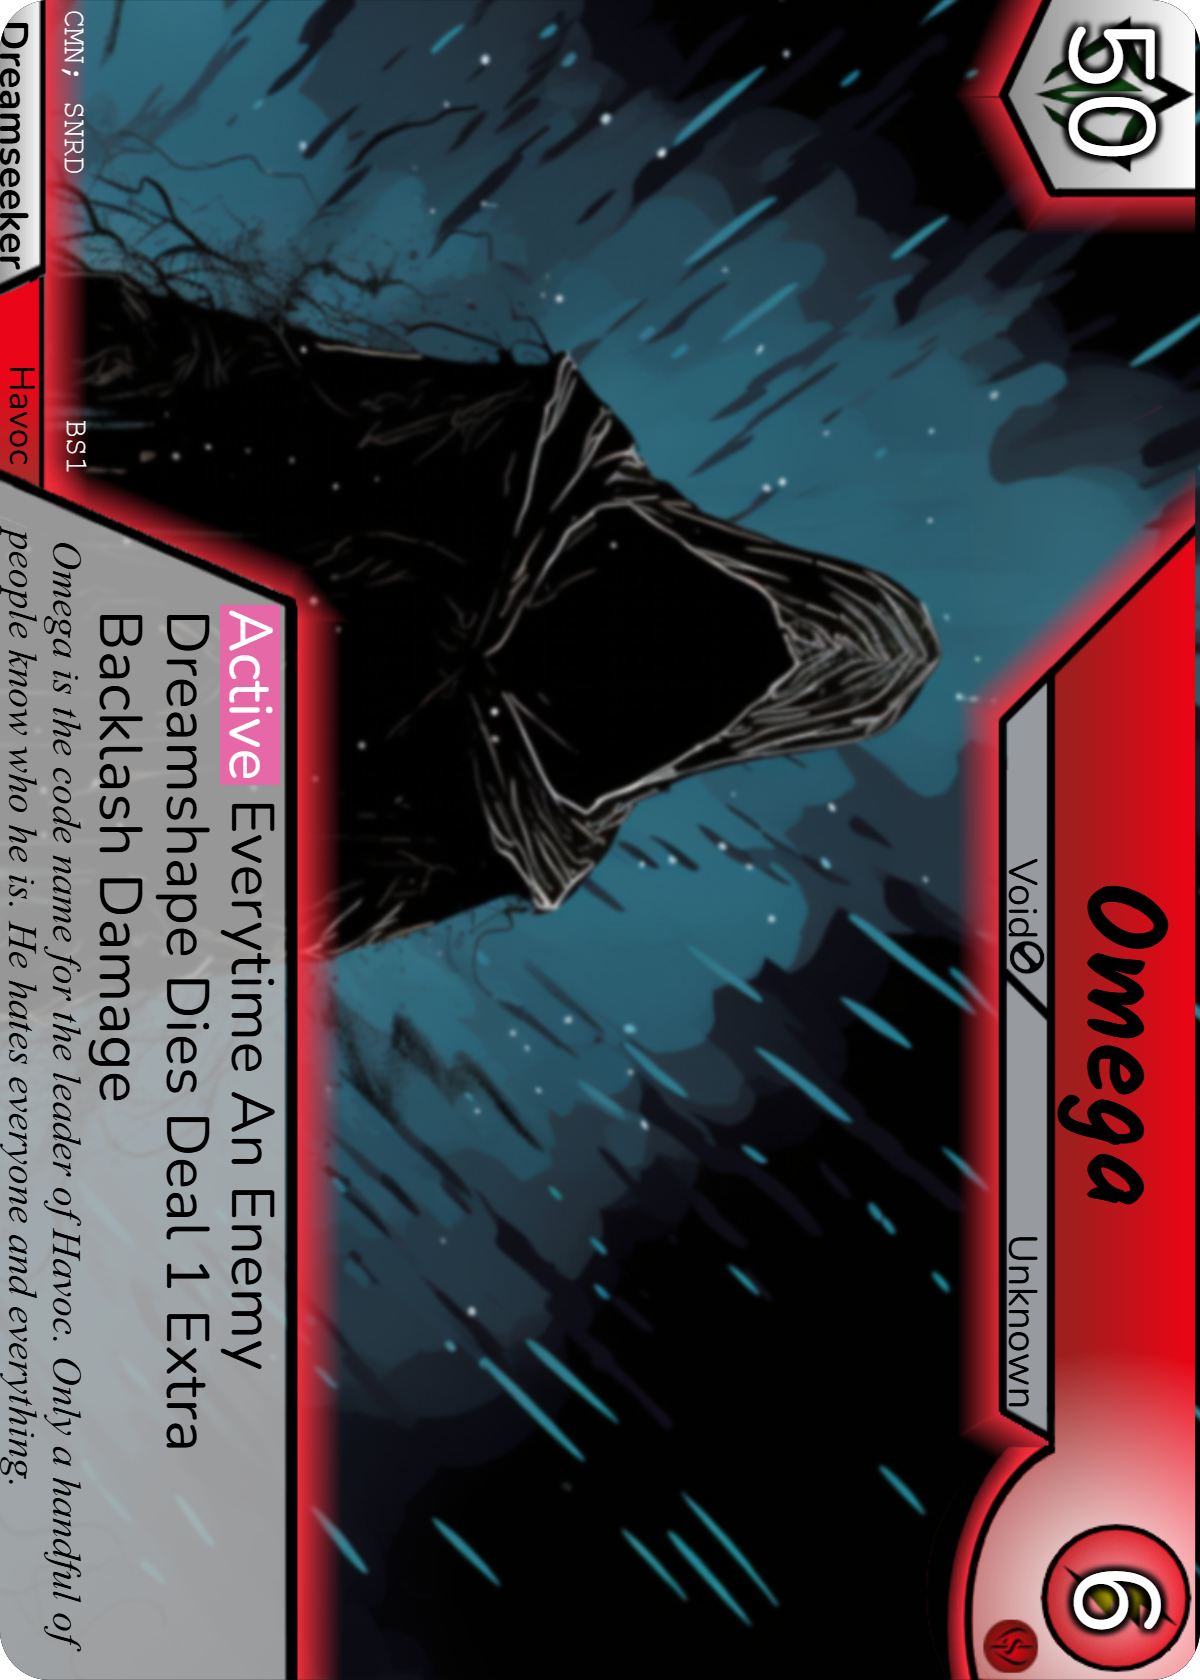 50
Omega
6
Void
Unknown
Active Everytime An Enemy
Dreamshape Dies Deal 1 Extra
Backlash Damage
CMN; SNRD
BS1
Omega is the code name for the leader of Havoc. Only a handful of
people know who he is. He hates everyone and everything.
Dreamseeker
Havoc